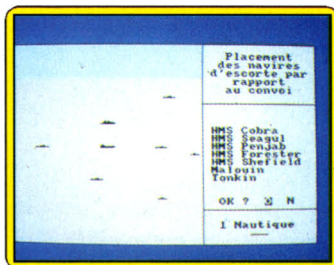 Placement
des navires
d'escorte par
rapport
au convoi
HMS Cobra
HMS Seagul
HMS Penjab
HMS Forester
HMS Shefield
Malouin
Tonkin
OK ? O N
1 Nautique